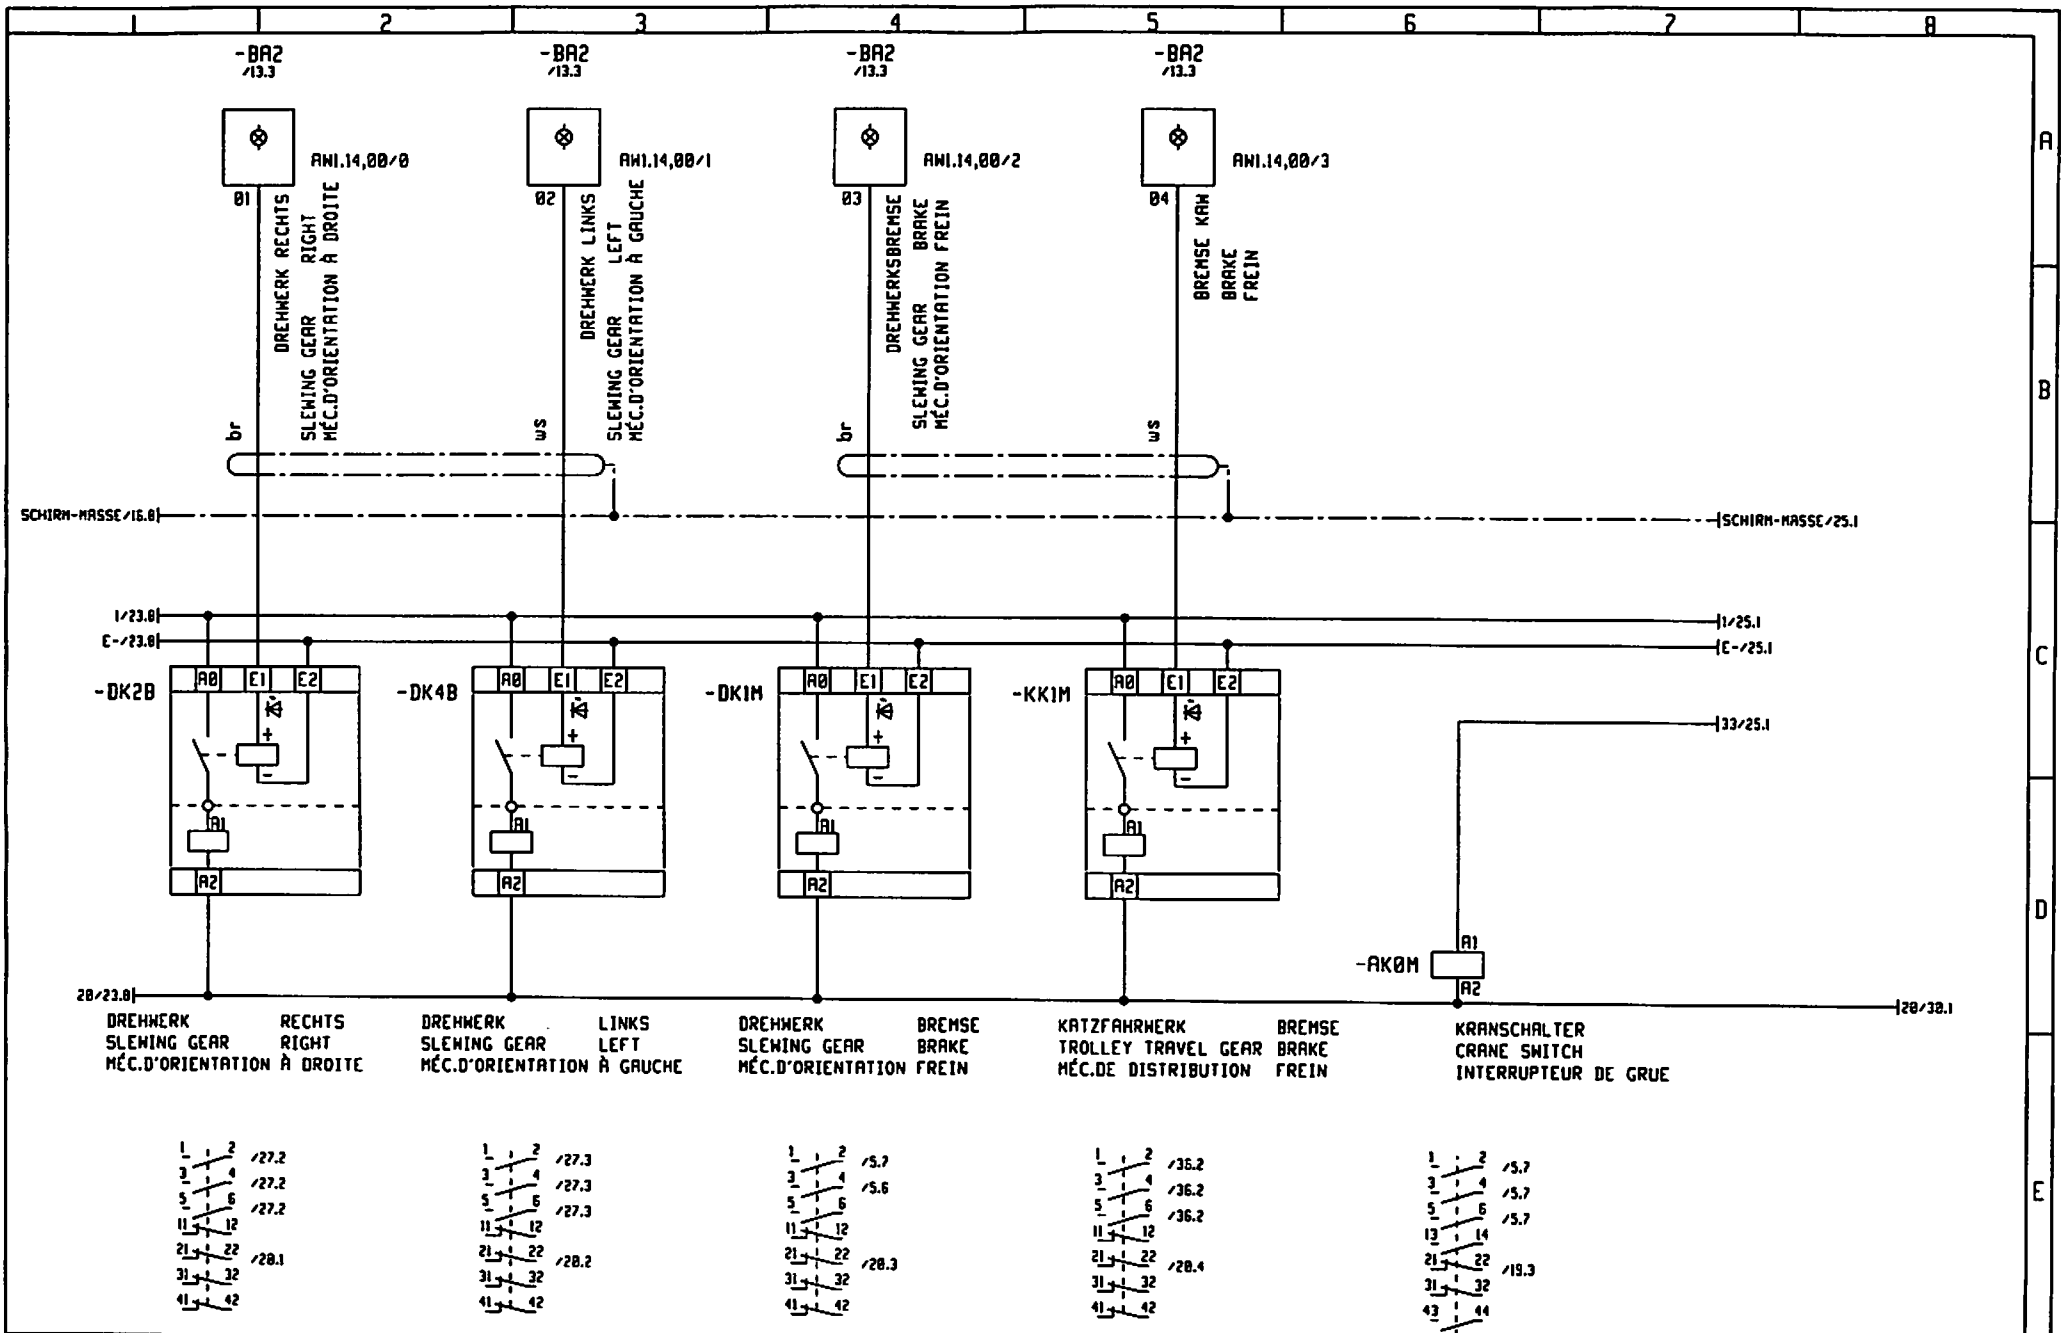 2 3 4 5 6 7 8
-BA2 -BA2 -BA2 -BA2
/13.3 /13.3 /13.3 /13.3
A
AW1.14,00/0 AW1.14,00/1 AW1.14,00/2 AW1.14,00/3
01 02 03 04
DREHWERK RECHTS
SLEWING GEAR RIGHT
MÉC.D'ORIENTATION À DROITE
DREHWERK LINKS
SLEWING GEAR LEFT
MÉC.D'ORIENTATION À GAUCHE
DREHWERKSBREMSE
SLEWING GEAR BRAKE
MÉC.D'ORIENTATION FREIN
BREMSE KAW
BRAKE
FREIN
B
br ws br ws
SCHIRM-MASSE/16.8 SCHIRM-MASSE/25.1
1/23.8 1/25.1
E-/23.8 E-/25.1
C
-DK2B A0 E1 E2 -DK4B A0 E1 E2 -DK1M A0 E1 E2 -KK1M A0 E1 E2
33/25.1
+ + + +
- - - -
A1 A1 A1 A1
A2 A2 A2 A2
D
A1
-AK0M
A2
20/23.8 20/30.1
DREHWERK RECHTS
SLEWING GEAR RIGHT
MÉC.D'ORIENTATION À DROITE
DREHWERK LINKS
SLEWING GEAR LEFT
MÉC.D'ORIENTATION À GAUCHE
DREHWERK BREMSE
SLEWING GEAR BRAKE
MÉC.D'ORIENTATION FREIN
KATZFAHRWERK BREMSE
TROLLEY TRAVEL GEAR BRAKE
MÉC.DE DISTRIBUTION FREIN
KRANSCHALTER
CRANE SWITCH
INTERRUPTEUR DE GRUE
E
1 2 /27.2
3 4 /27.2
5 6 /27.2
11 12
21 22 /28.1
31 32
41 42
1 2 /27.3
3 4 /27.3
5 6 /27.3
11 12
21 22 /28.2
31 32
41 42
1 2 /5.7
3 4 /5.6
5 6
11 12
21 22 /28.3
31 32
41 42
1 2 /36.2
3 4 /36.2
5 6 /36.2
11 12
21 22 /28.4
31 32
41 42
1 2 /5.7
3 4 /5.7
5 6 /5.7
13 14
21 22 /19.3
31 32
43 44